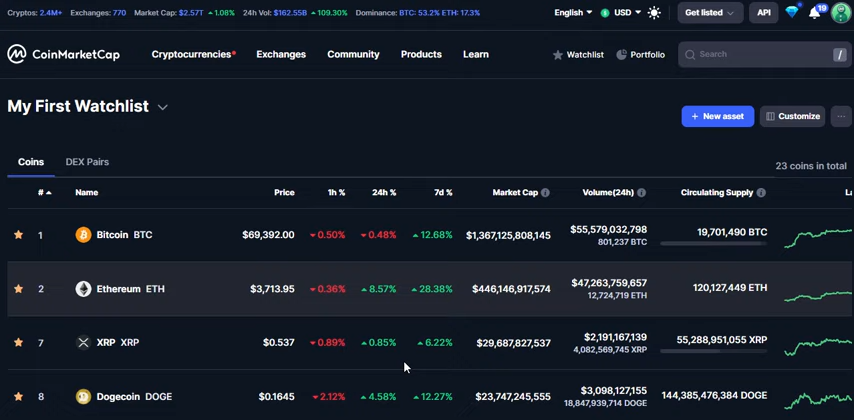 Cryptos: 2.4M+ Exchanges: 770 Market Cap: $2.57T 1.08% 24h Vol: $162.55B 109.30% Dominance: BTC: 53.2% ETH: 17.3% English USD Get listed API 19
CoinMarketCap Cryptocurrencies Exchanges Community Products Learn Watchlist Portfolio Search /
My First Watchlist
+ New asset Customize ...
Coins DEX Pairs 23 coins in total
# Name Price 1h % 24h % 7d % Market Cap Volume(24h) Circulating Supply
1 Bitcoin BTC $69,392.00 0.50% 0.48% 12.68% $1,367,125,808,145 $55,579,032,798 19,701,490 BTC
801,237 BTC
2 Ethereum ETH $3,713.95 0.36% 8.57% 28.38% $446,146,917,574 $47,263,759,657 120,127,449 ETH
12,724,719 ETH
7 XRP XRP $0.537 0.89% 0.85% 6.22% $29,687,827,537 $2,191,167,139 55,288,951,055 XRP
4,082,569,745 XRP
8 Dogecoin DOGE $0.1645 2.12% 4.58% 12.27% $23,747,245,555 $3,098,127,155 144,385,476,384 DOGE
18,847,939,714 DOGE